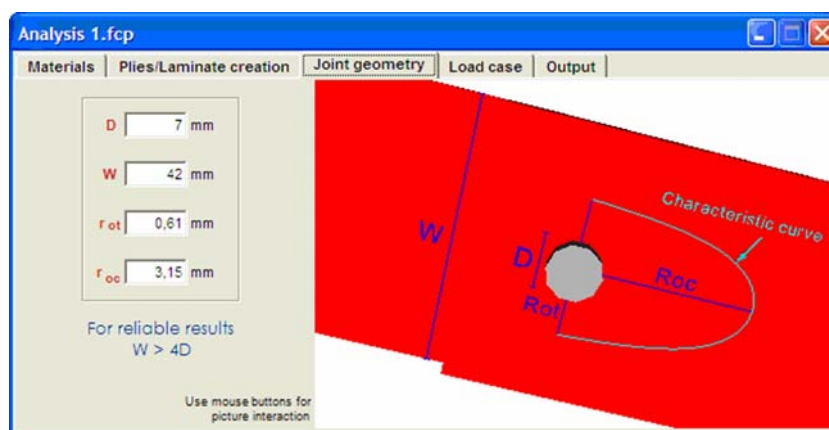 Analysis 1.fcp
Materials
Plies/Laminate creation
Joint geometry
Load case
Output
D 7 mm
W 42 mm
r ot 0,61 mm
r oc 3,15 mm
For reliable results
W > 4D
Use mouse buttons for
picture interaction
W
D
Rot
Roc
Characteristic curve